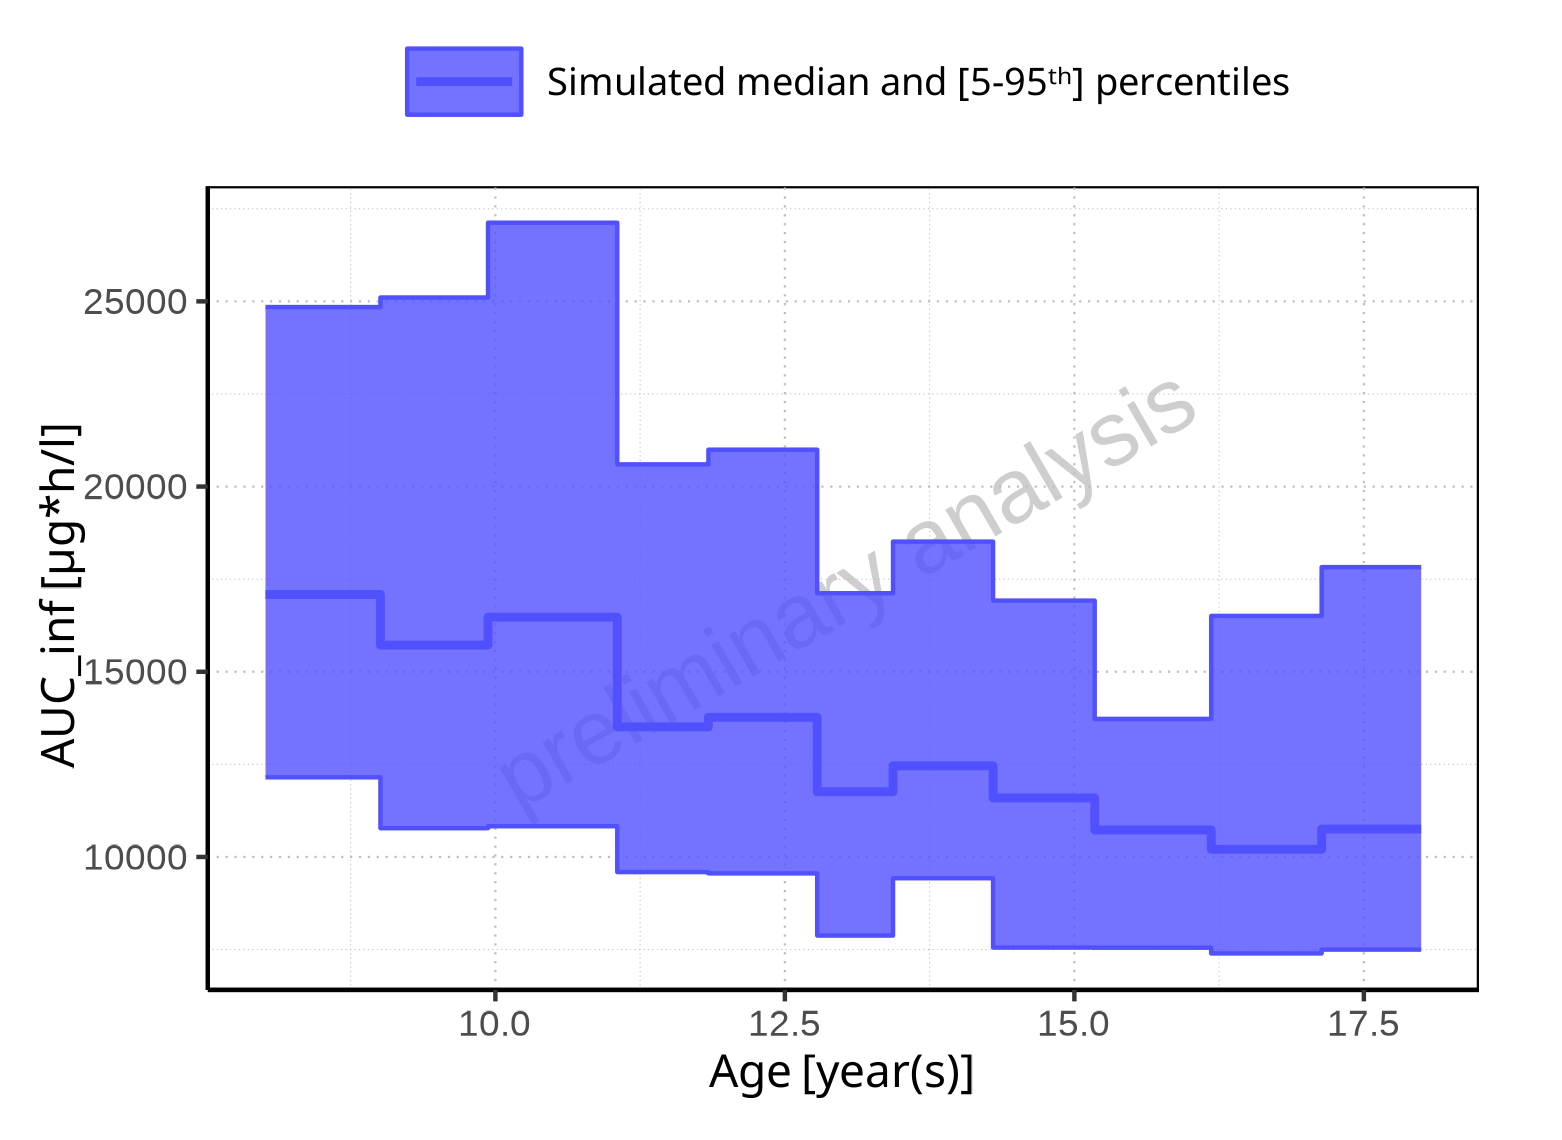 Simulated median and [5-95ᵗʰ] percentiles
AUC_inf [µg*h/l]
25000
20000
15000
10000
preliminary analysis
10.0 12.5 15.0 17.5
Age [year(s)]